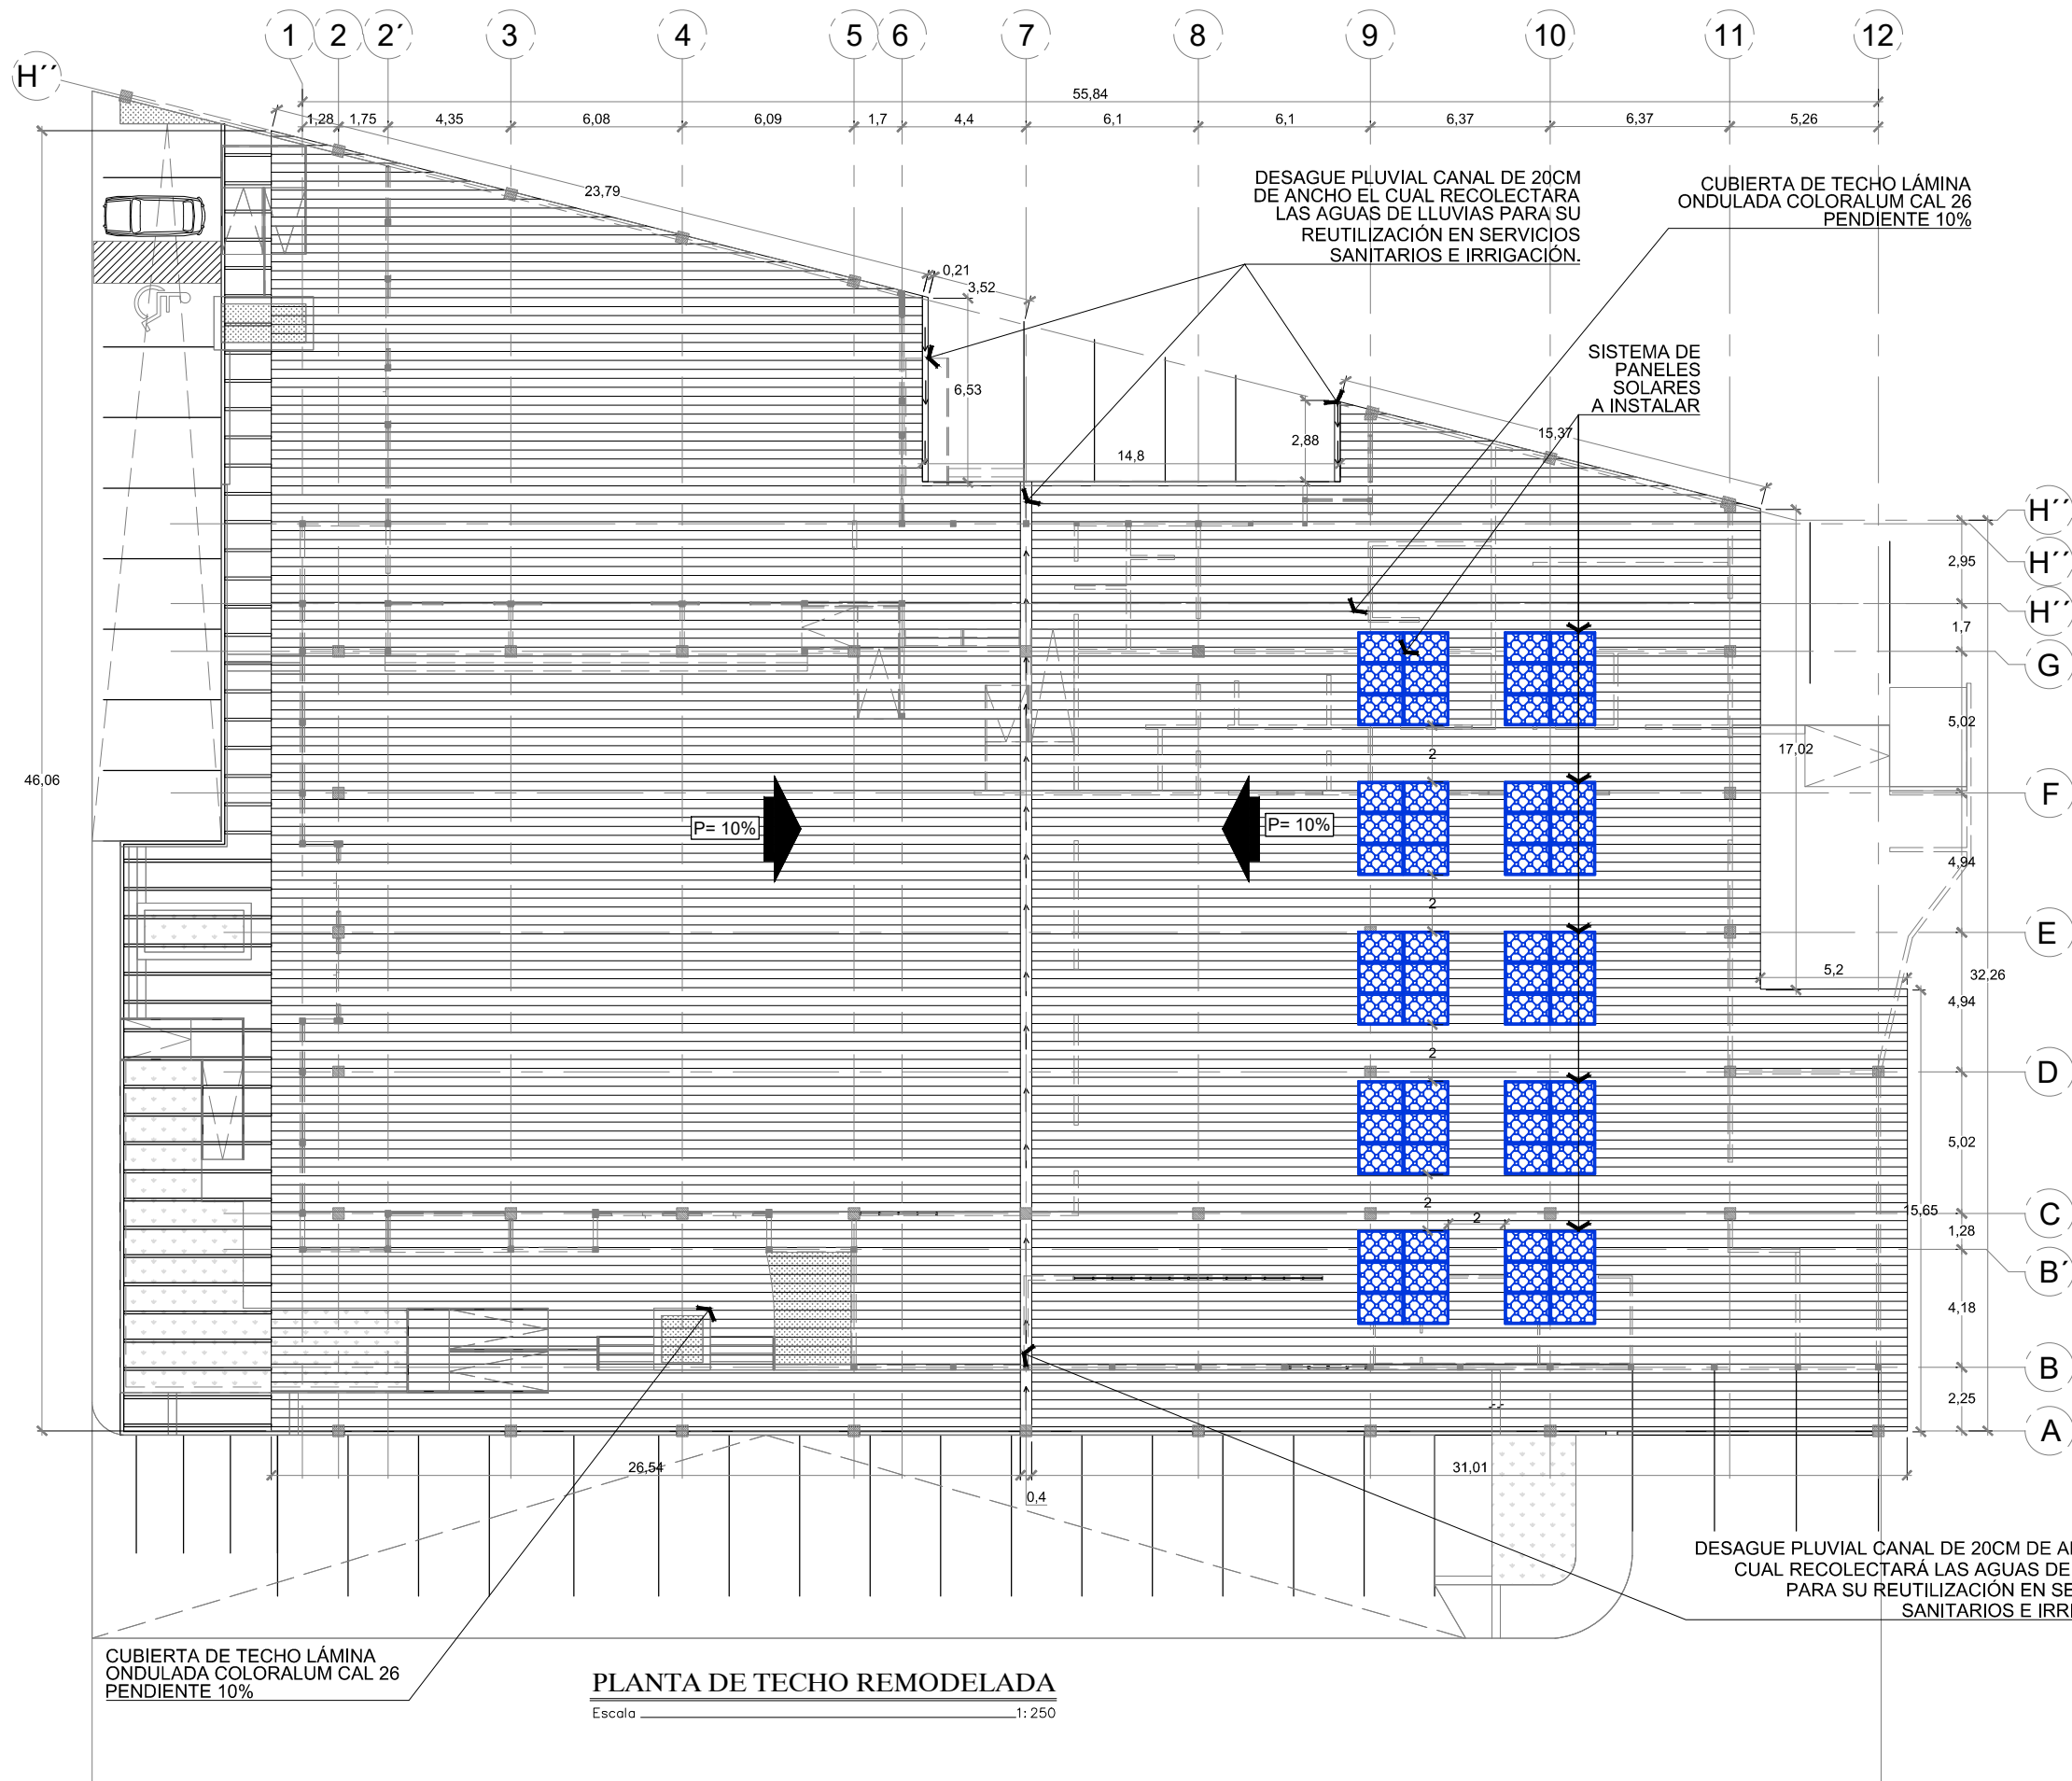 1 2 2´ 3 4 5 6 7 8 9 10 11 12
H´´
55,84
1,28 1,75 4,35 6,08 6,09 1,7 4,4 6,1 6,1 6,37 6,37 5,26
DESAGUE PLUVIAL CANAL DE 20CM
DE ANCHO EL CUAL RECOLECTARA
LAS AGUAS DE LLUVIAS PARA SU
REUTILIZACIÓN EN SERVICIOS
SANITARIOS E IRRIGACIÓN.
CUBIERTA DE TECHO LÁMINA
ONDULADA COLORALUM CAL 26
PENDIENTE 10%
23,79
0,21
3,52
6,53
SISTEMA DE
PANELES
SOLARES
A INSTALAR
2,88
14,8
15,37
H´´
2,95
H´´
H´´
1,7
G
5,02
17,02
2
46,06
F
P= 10%
P= 10%
4,94
2
E
5,2
32,26
4,94
2
D
5,02
2
2
15,65
C
1,28
B´
4,18
B
2,25
A
26,54
31,01
0,4
DESAGUE PLUVIAL CANAL DE 20CM DE
CUAL RECOLECTARÁ LAS AGUAS DE
PARA SU REUTILIZACIÓN EN
SANITARIOS E
CUBIERTA DE TECHO LÁMINA
ONDULADA COLORALUM CAL 26
PENDIENTE 10%
PLANTA DE TECHO REMODELADA
Escala 1:250